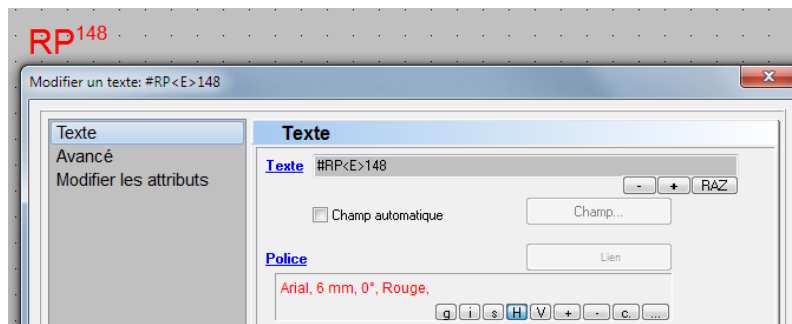 RP148
Modifier un texte: #RP<E>148
x
Texte
Avancé
Modifier les attributs
Texte
Texte #RP<E>148
- + RAZ
Champ automatique Champ...
Police Lien
Arial, 6 mm, 0°, Rouge,
g i s H V + - c. ...